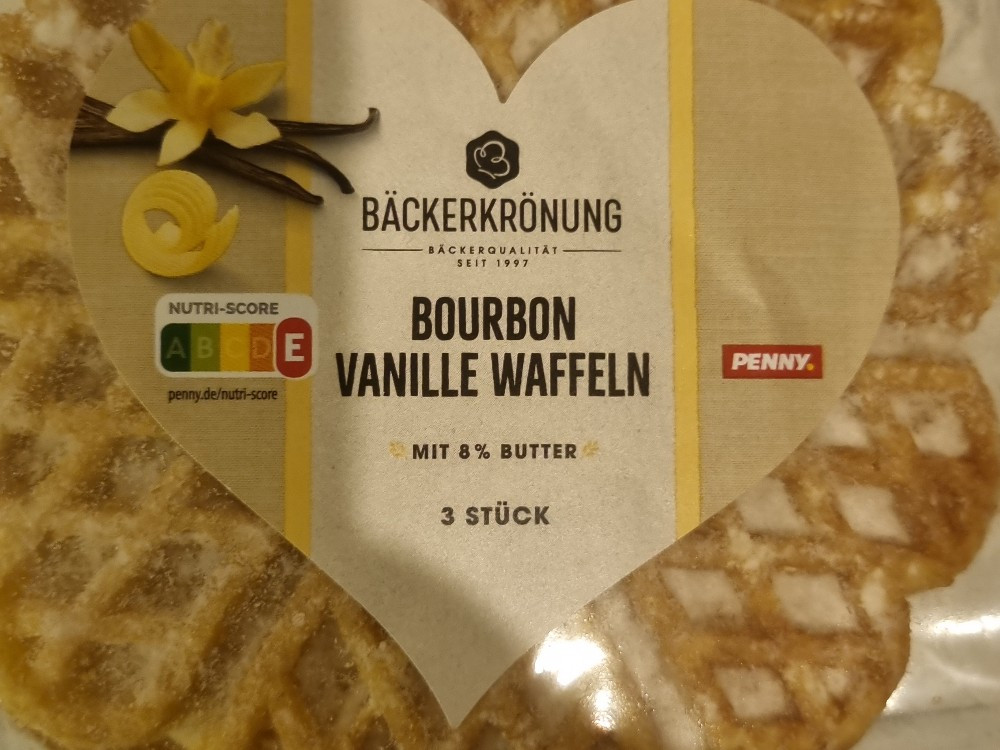 BÄCKERKRÖNUNG
BÄCKERQUALITÄT
SEIT 1997
BOURBON
VANILLE WAFFELN
MIT 8% BUTTER
3 STÜCK
NUTRI-SCORE
A B C D E
penny.de/nutri-score
PENNY.